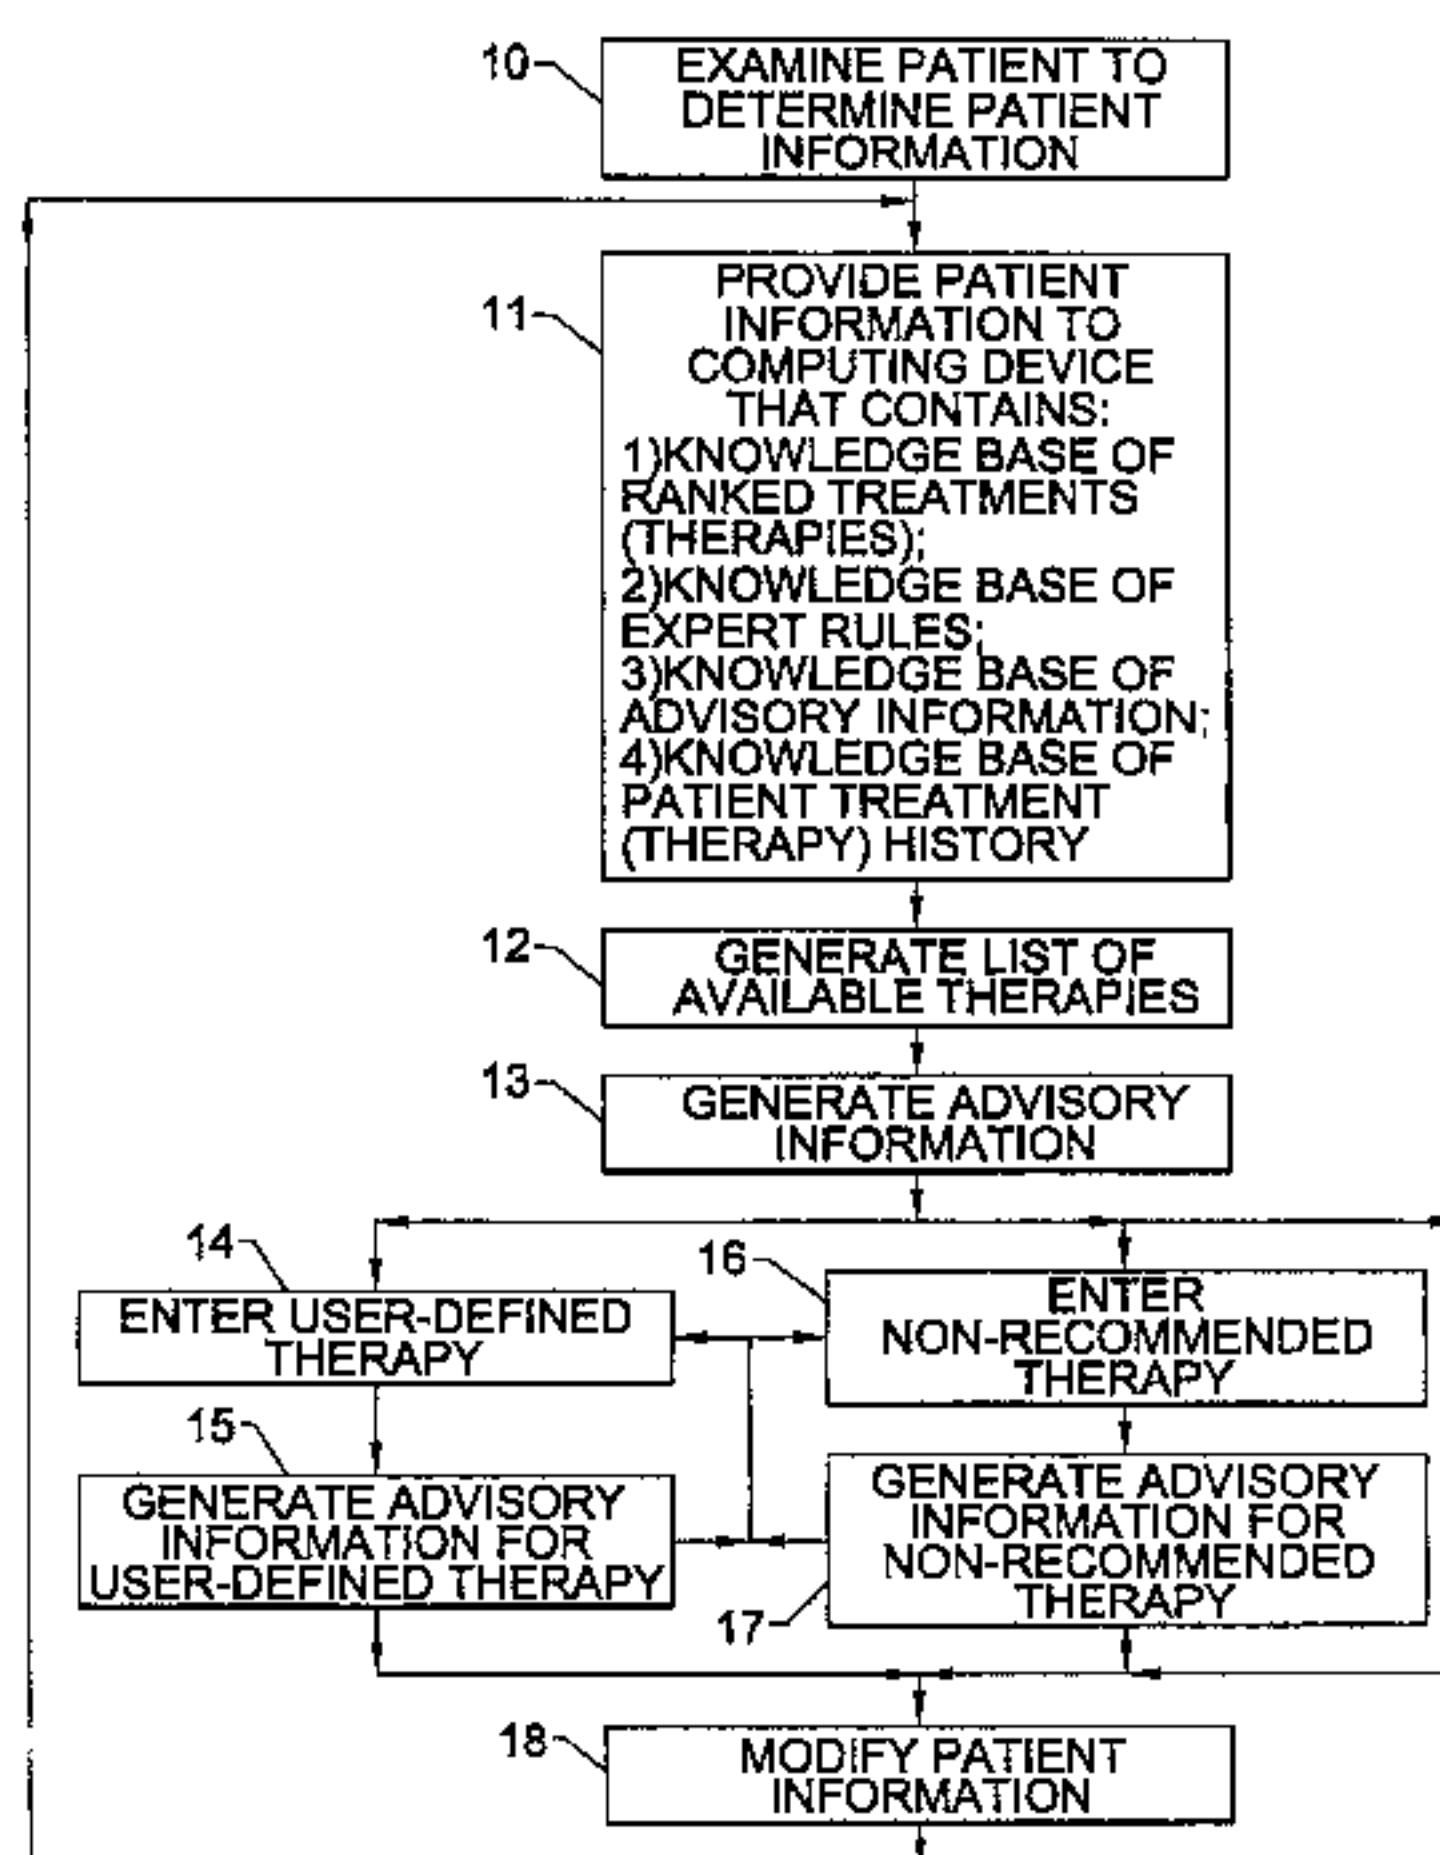 10
EXAMINE PATIENT TO
DETERMINE PATIENT
INFORMATION
11
PROVIDE PATIENT
INFORMATION TO
COMPUTING DEVICE
THAT CONTAINS:
1)KNOWLEDGE BASE OF
RANKED TREATMENTS
(THERAPIES);
2)KNOWLEDGE BASE OF
EXPERT RULES;
3)KNOWLEDGE BASE OF
ADVISORY INFORMATION;
4)KNOWLEDGE BASE OF
PATIENT TREATMENT
(THERAPY) HISTORY
12
GENERATE LIST OF
AVAILABLE THERAPIES
13
GENERATE ADVISORY
INFORMATION
14
ENTER USER-DEFINED
THERAPY
16
ENTER
NON-RECOMMENDED
THERAPY
15
GENERATE ADVISORY
INFORMATION FOR
USER-DEFINED THERAPY
17
GENERATE ADVISORY
INFORMATION FOR
NON-RECOMMENDED
THERAPY
18
MODIFY PATIENT
INFORMATION